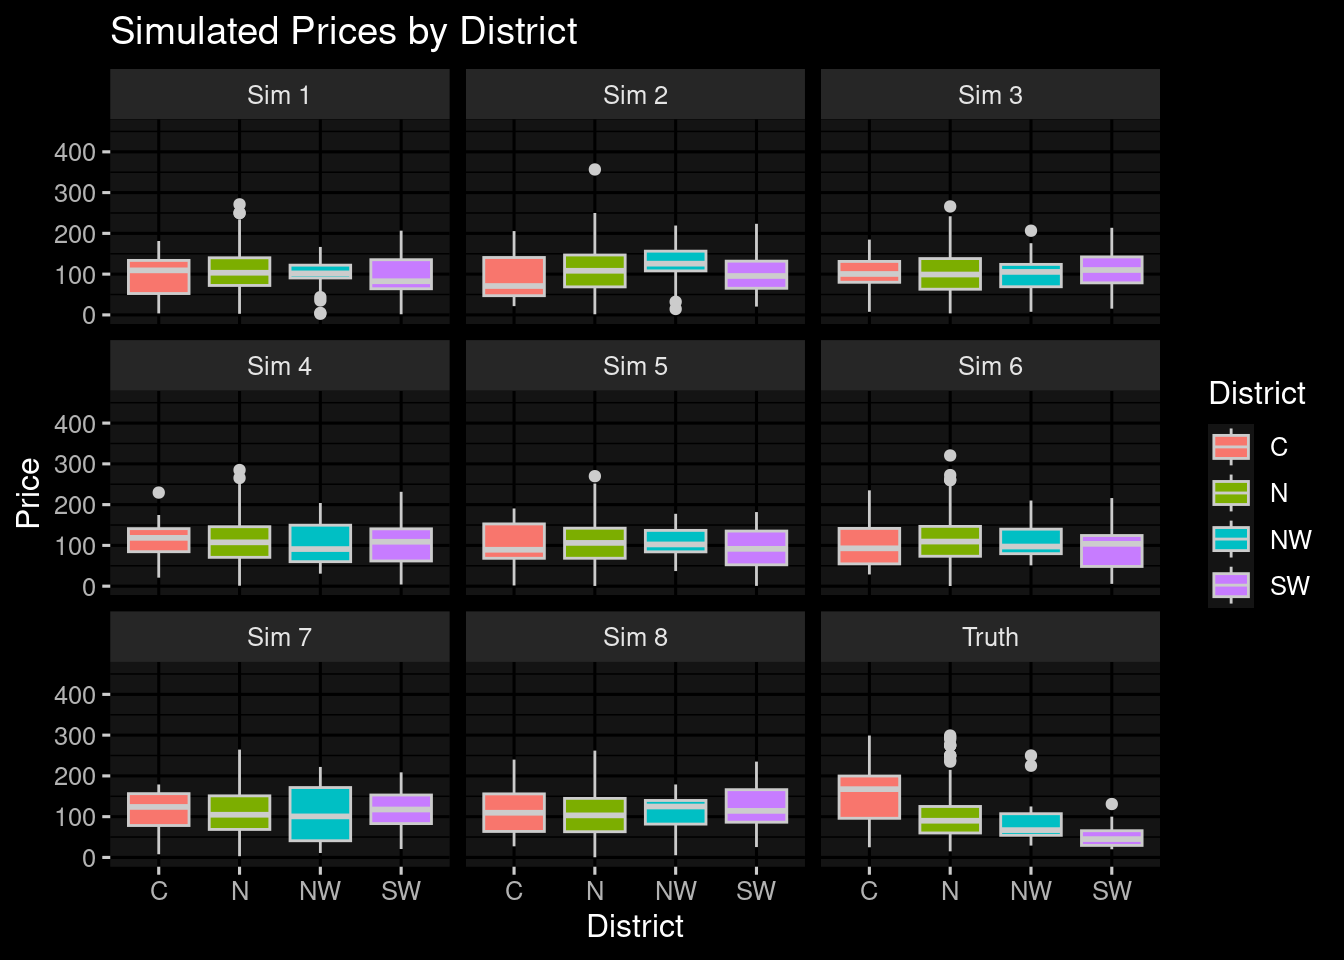 Simulated Prices by District
Sim 1
Sim 2
Sim 3
400
300
200
100
0
Sim 4
Sim 5
Sim 6
400
300
200
100
0
Sim 7
Sim 8
Truth
400
300
200
100
0
C N NW SW
C N NW SW
C N NW SW
District
Price
District
C
N
NW
SW